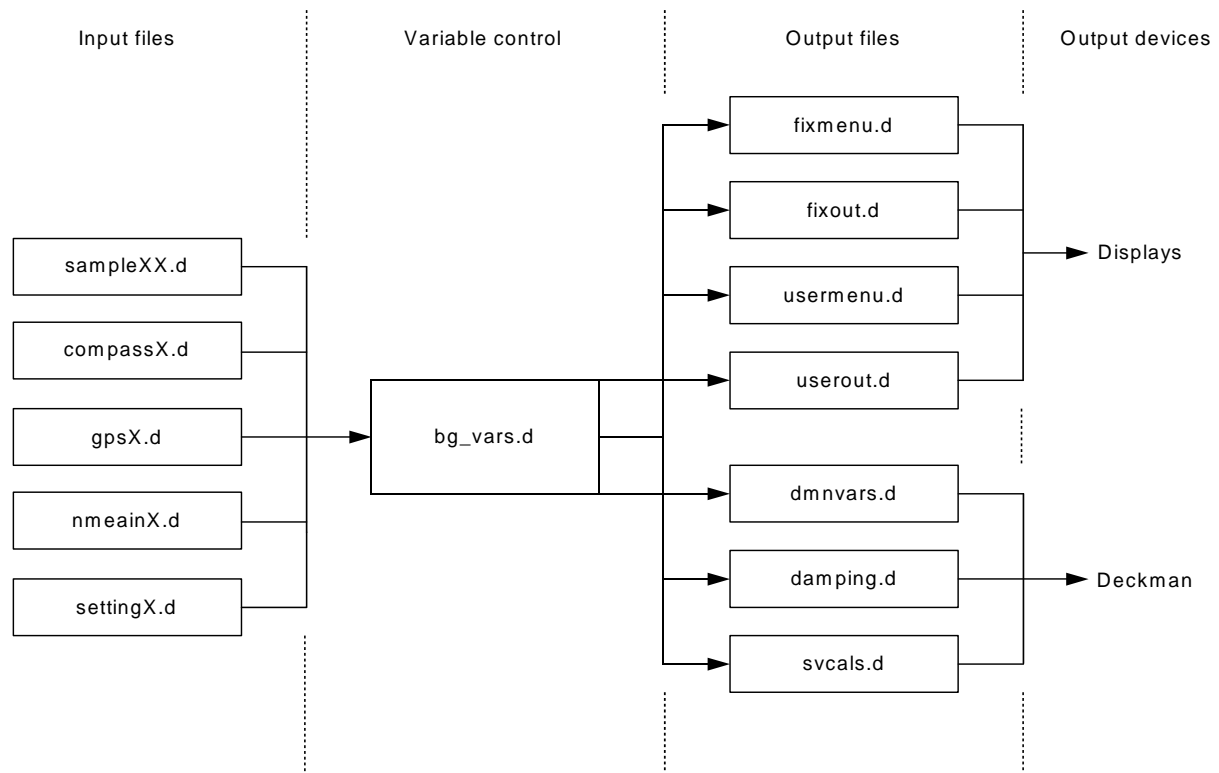 Input files
Variable control
Output files
Output devices
sampleXX.d
compassX.d
gpsX.d
nmeainX.d
settingX.d
bg_vars.d
fixmenu.d
fixout.d
usermenu.d
userout.d
dmnvars.d
damping.d
svcals.d
Displays
Deckman